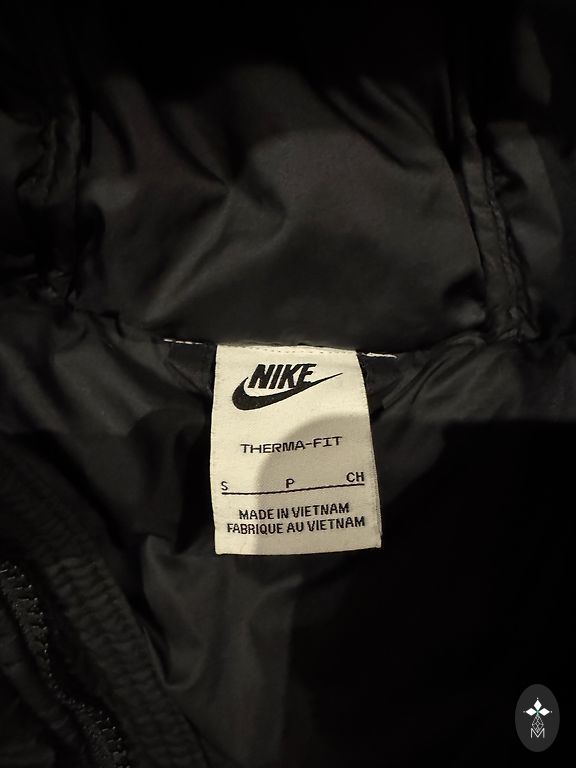 NIKE
THERMA-FIT
S P CH
MADE IN VIETNAM
FABRIQUE AU VIETNAM
M